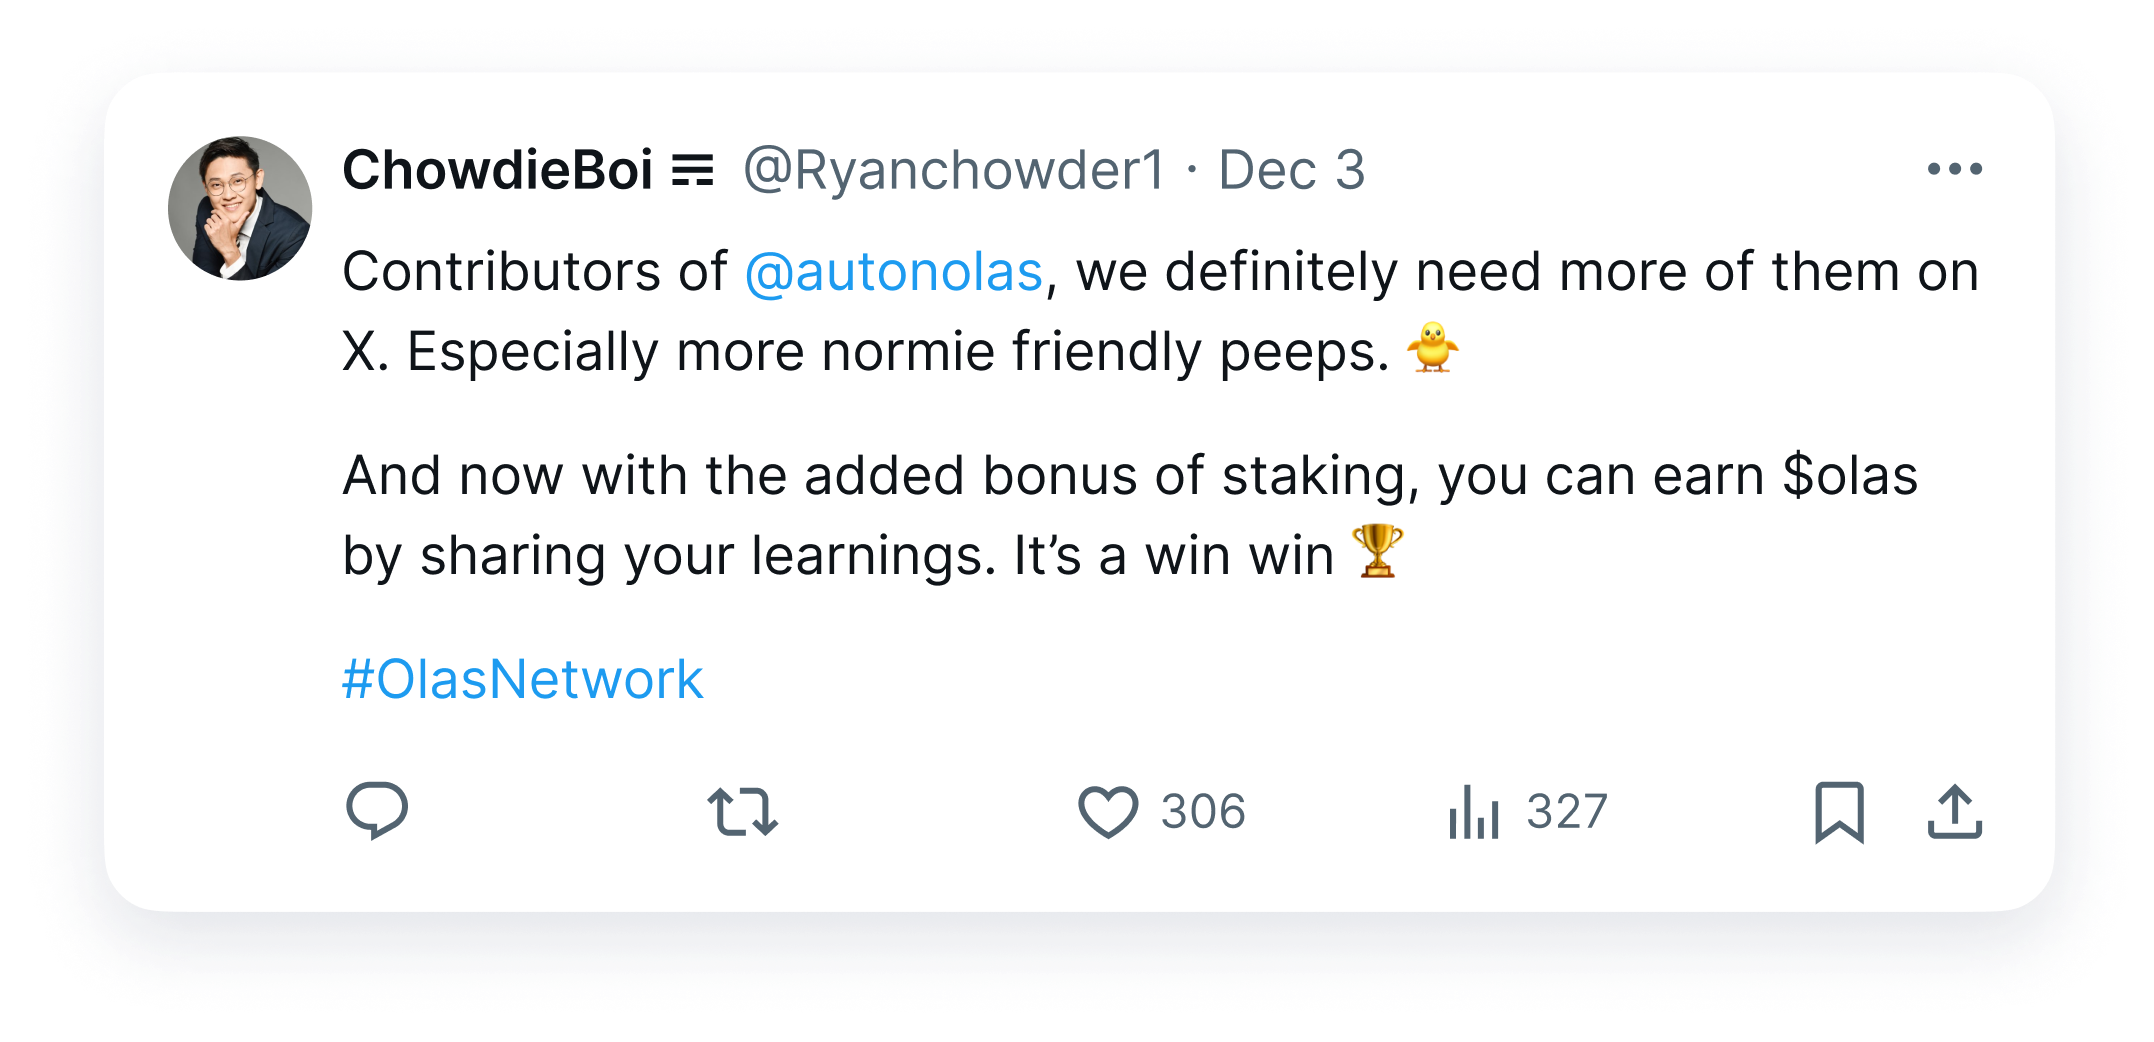 ChowdieBoi @Ryanchowder1 · Dec 3
Contributors of @autonolas, we definitely need more of them on
X. Especially more normie friendly peeps. 🐥
And now with the added bonus of staking, you can earn $olas
by sharing your learnings. It’s a win win 🏆
#OlasNetwork
306 327